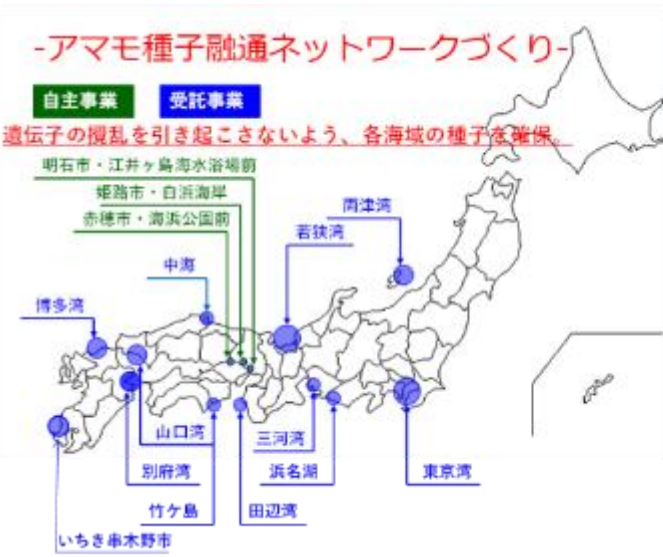 -アマモ種子融通ネットワークづくり-
自主事業
受託事業
遺伝子の攪乱を引き起こさないよう、各海域の種子を確保。
明石市・江井ヶ島海水浴場前
姫路市・白浜海岸
赤穂市・海浜公園前
両津湾
若狭湾
中海
博多湾
山口湾
三河湾
別府湾
浜名湖
東京湾
竹ケ島
田辺湾
いちき串木野市